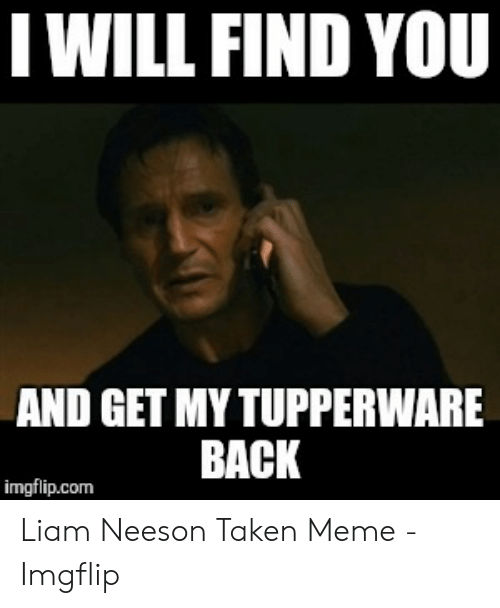 I WILL FIND YOU
AND GET MY TUPPERWARE
BACK
imgflip.com
Liam Neeson Taken Meme -
Imgflip